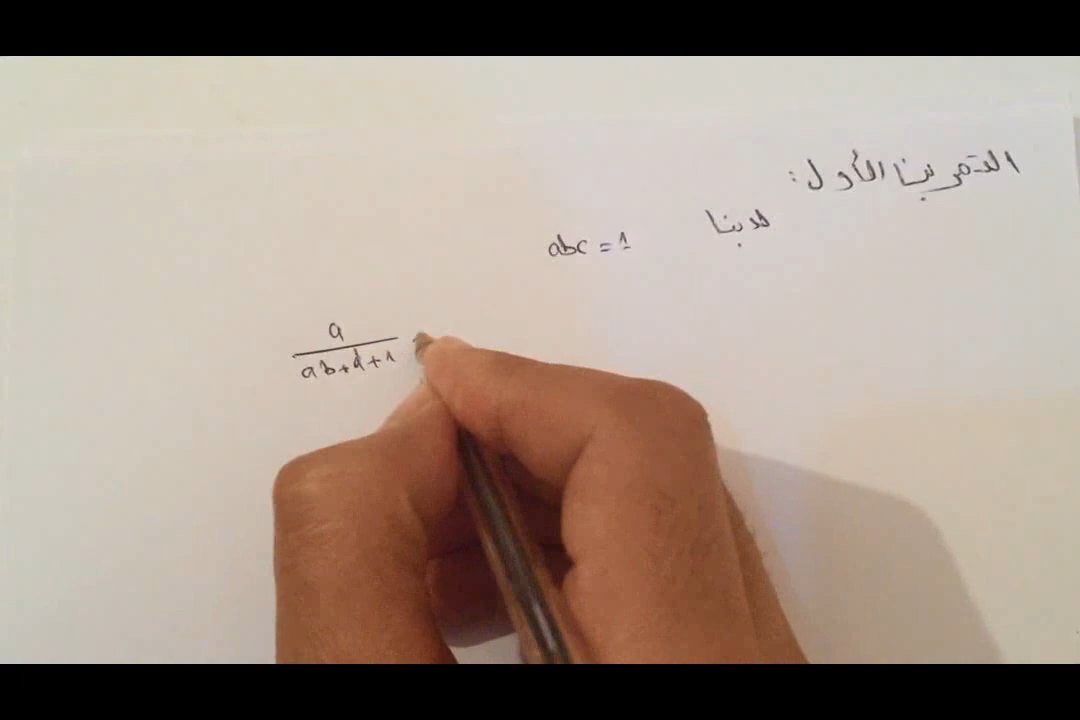 التمرين الأول :
لدينا abc = 1
a
ab+a+1